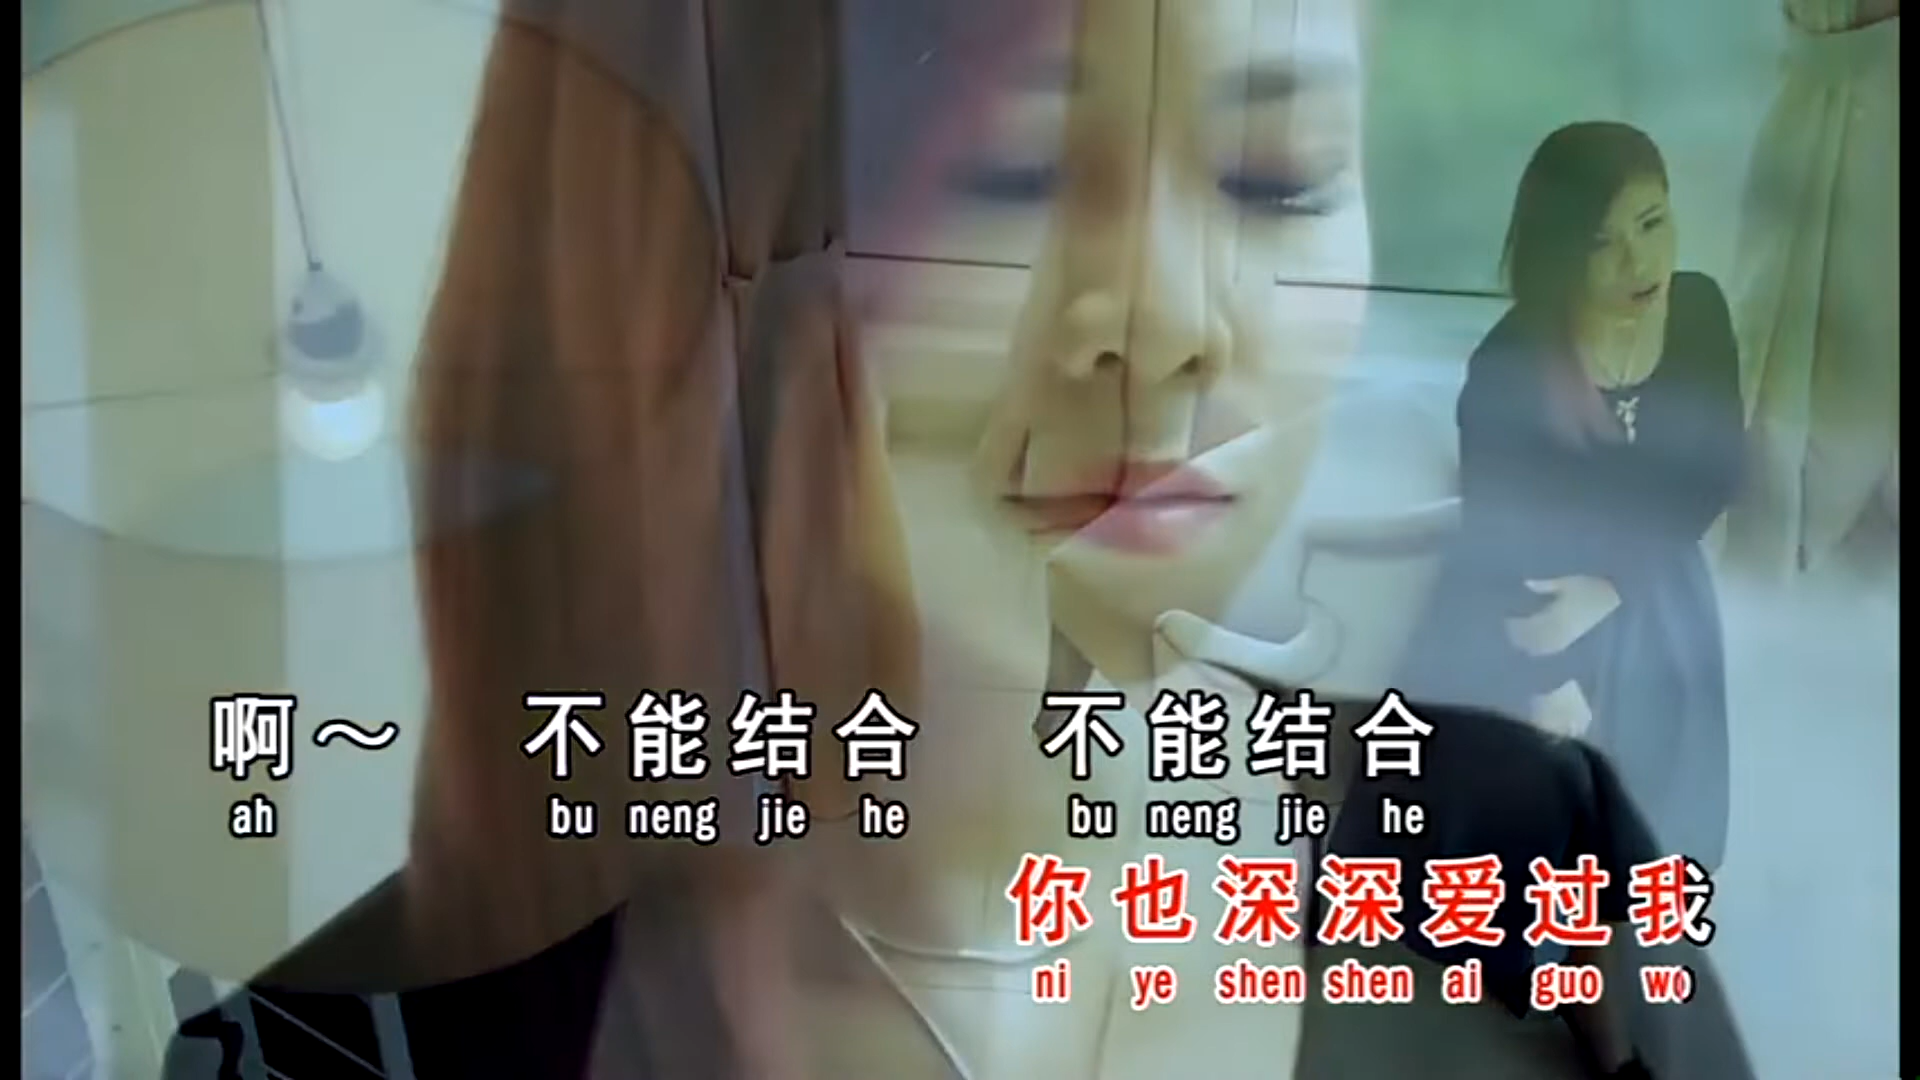 啊～ 不能结合 不能结合
ah bu neng jie he bu neng jie he
你也深深爱过我
ni ye shen shen ai guo wo